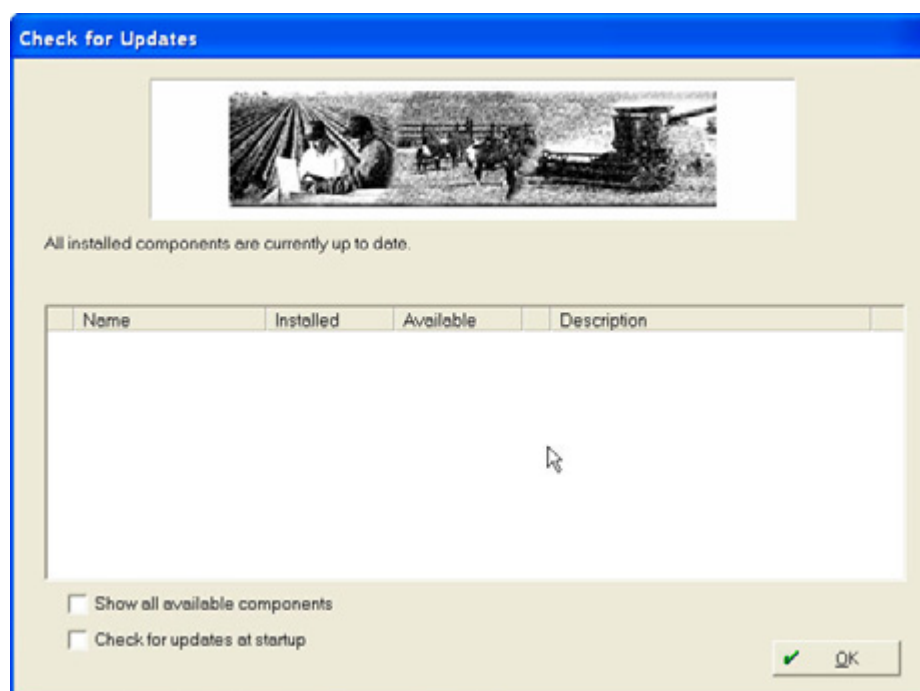 Check for Updates
All installed components are currently up to date.
Name Installed Available Description
Show all available components
Check for updates at startup
OK